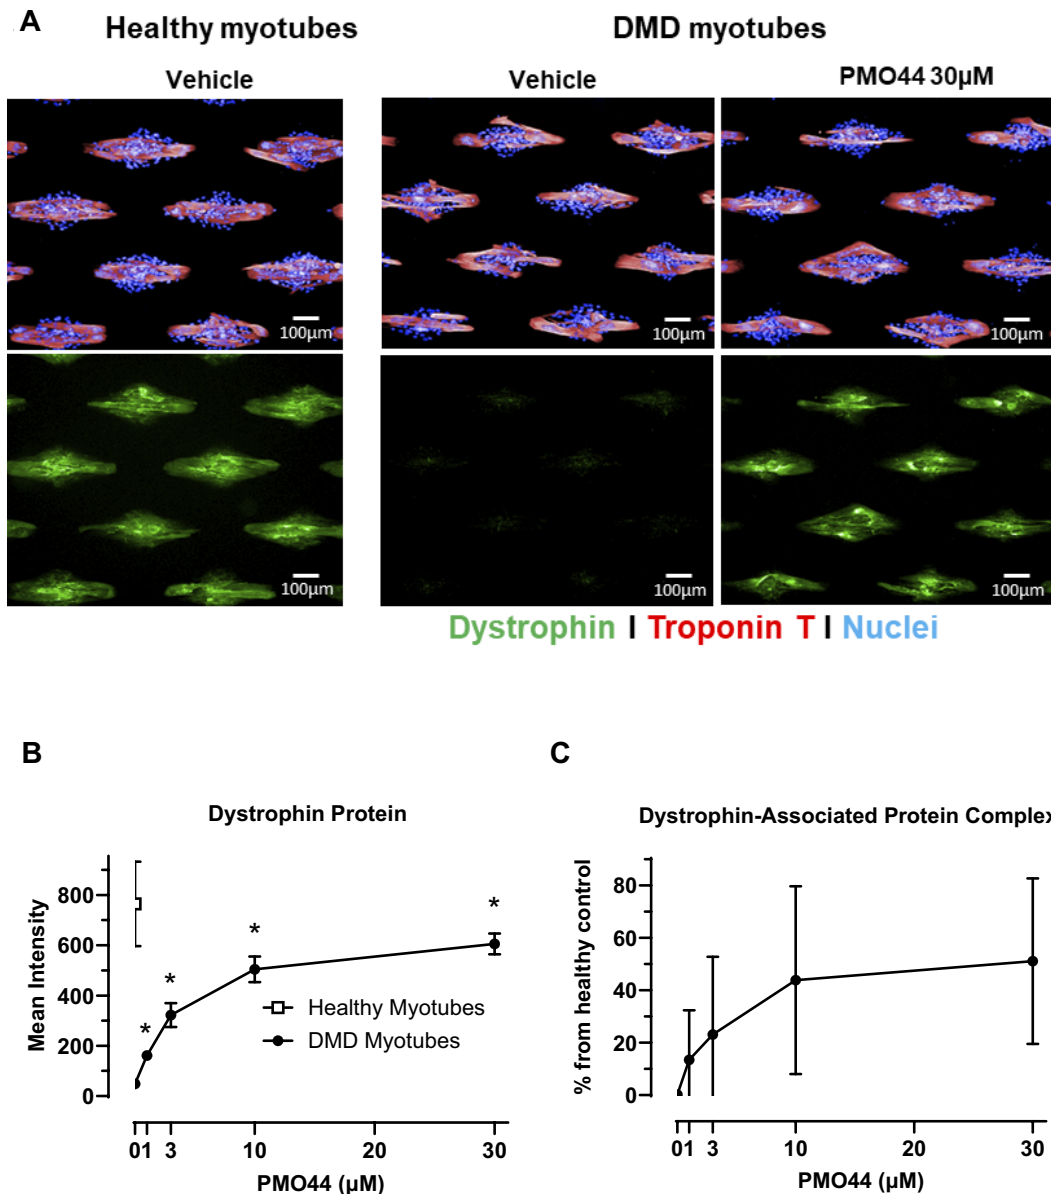 A
Healthy myotubes
DMD myotubes
Vehicle
Vehicle
PMO44 30µM
100µm
100µm
100µm
100µm
100µm
100µm
Dystrophin I Troponin T I Nuclei
B
Dystrophin Protein
Mean Intensity
800
600
400
200
0
*
*
*
*
Healthy Myotubes
DMD Myotubes
0 1 3 10 20 30
PMO44 (µM)
C
Dystrophin-Associated Protein Complex
% from healthy control
80
60
40
20
0
0 1 3 10 20 30
PMO44 (µM)